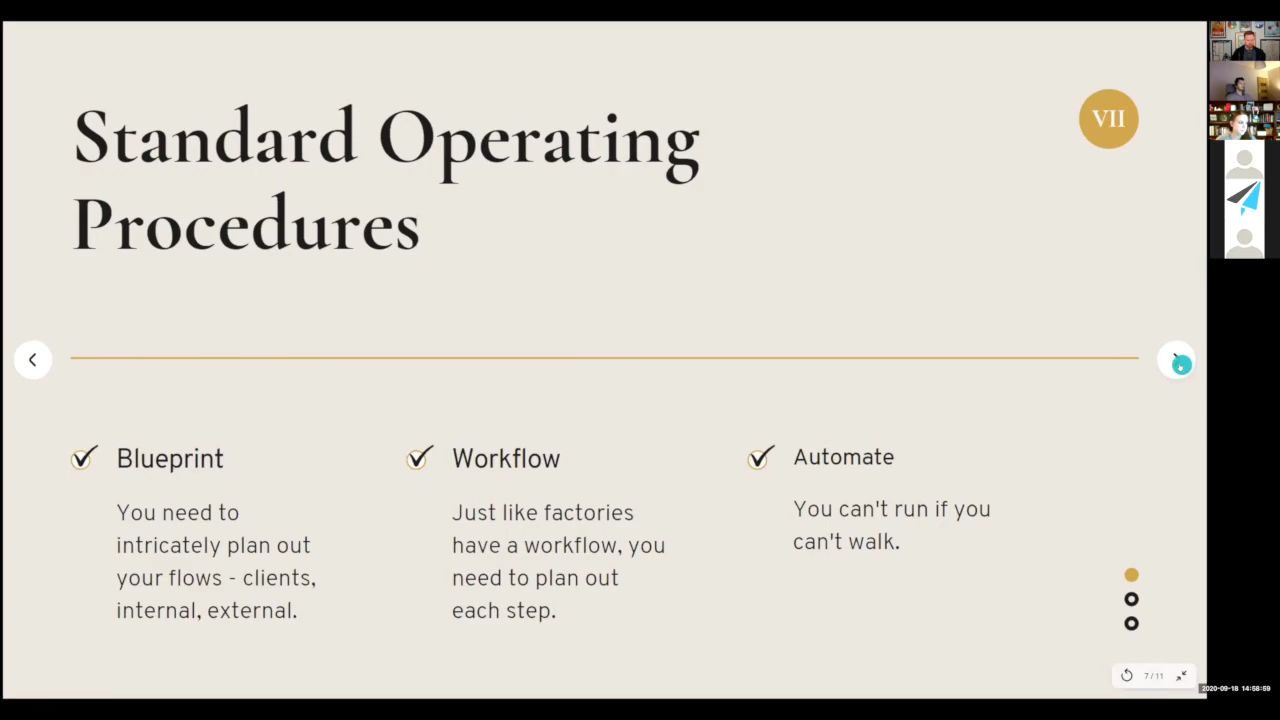 Standard Operating
Procedures
VII
Blueprint
You need to
intricately plan out
your flows - clients,
internal, external.
Workflow
Just like factories
have a workflow, you
need to plan out
each step.
Automate
You can't run if you
can't walk.
7 / 11
2020-09-18 14:58:59